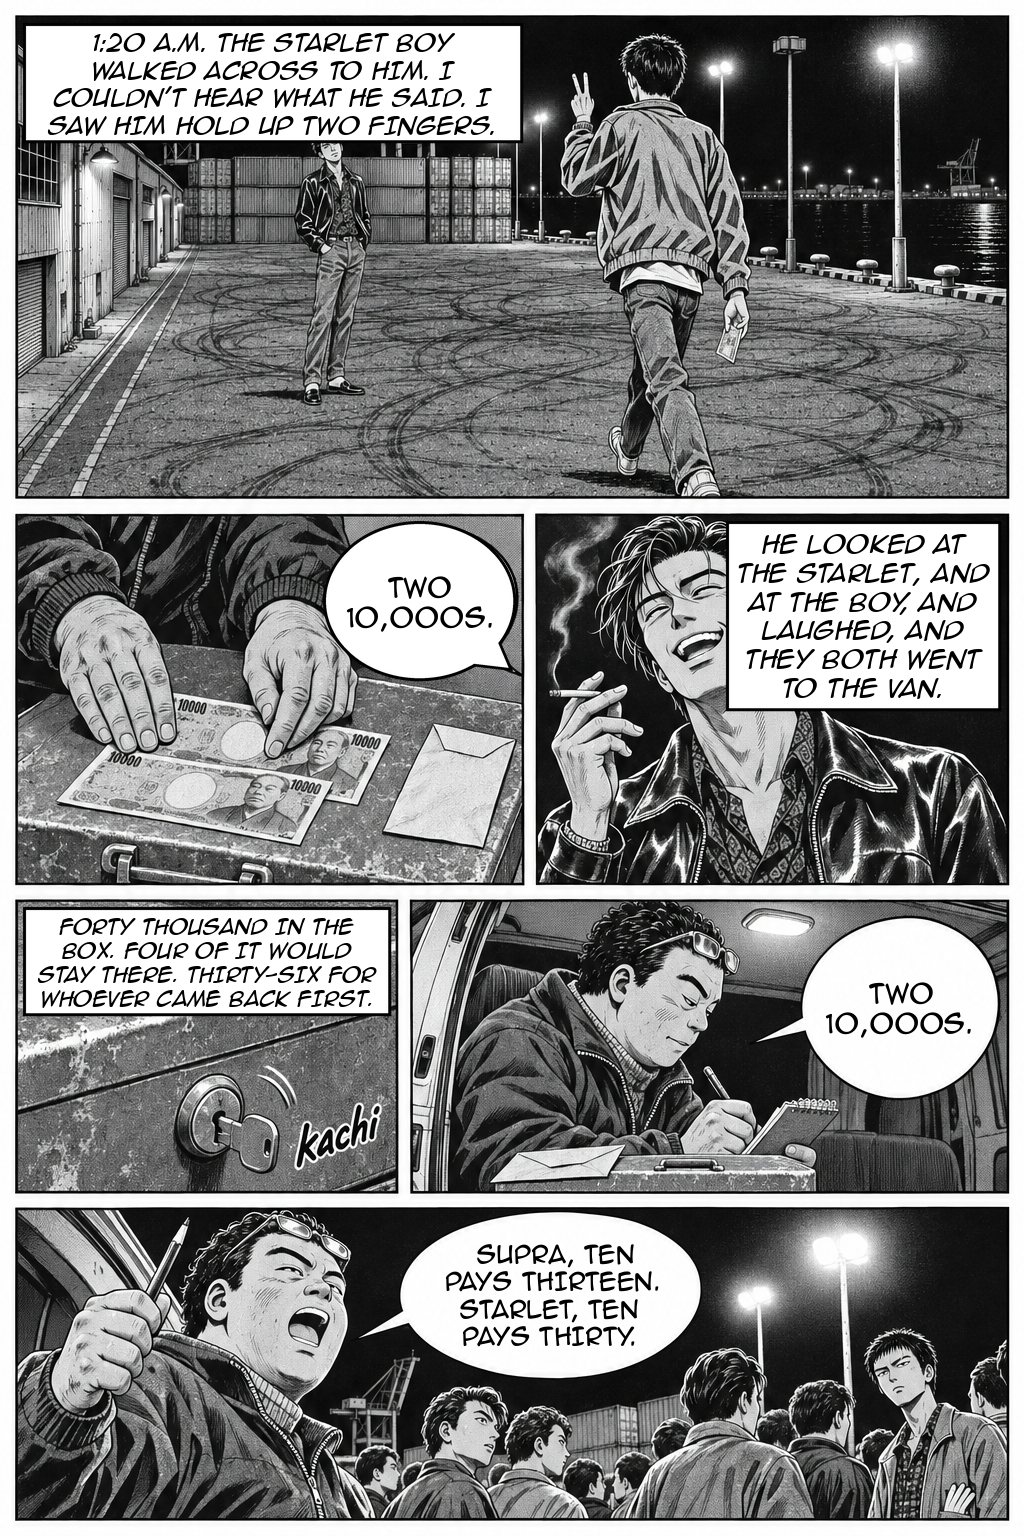 1:20 A.M. THE STARLET BOY
WALKED ACROSS TO HIM. I
COULDN'T HEAR WHAT HE SAID. I
SAW HIM HOLD UP TWO FINGERS.
TWO
10,000S.
10000
10000
10000
10000
HE LOOKED AT
THE STARLET, AND
AT THE BOY, AND
LAUGHED, AND
THEY BOTH WENT
TO THE VAN.
FORTY THOUSAND IN THE
BOX. FOUR OF IT WOULD
STAY THERE. THIRTY-SIX FOR
WHOEVER CAME BACK FIRST.
kachi
TWO
10,000S.
SUPRA, TEN
PAYS THIRTEEN.
STARLET, TEN
PAYS THIRTY.